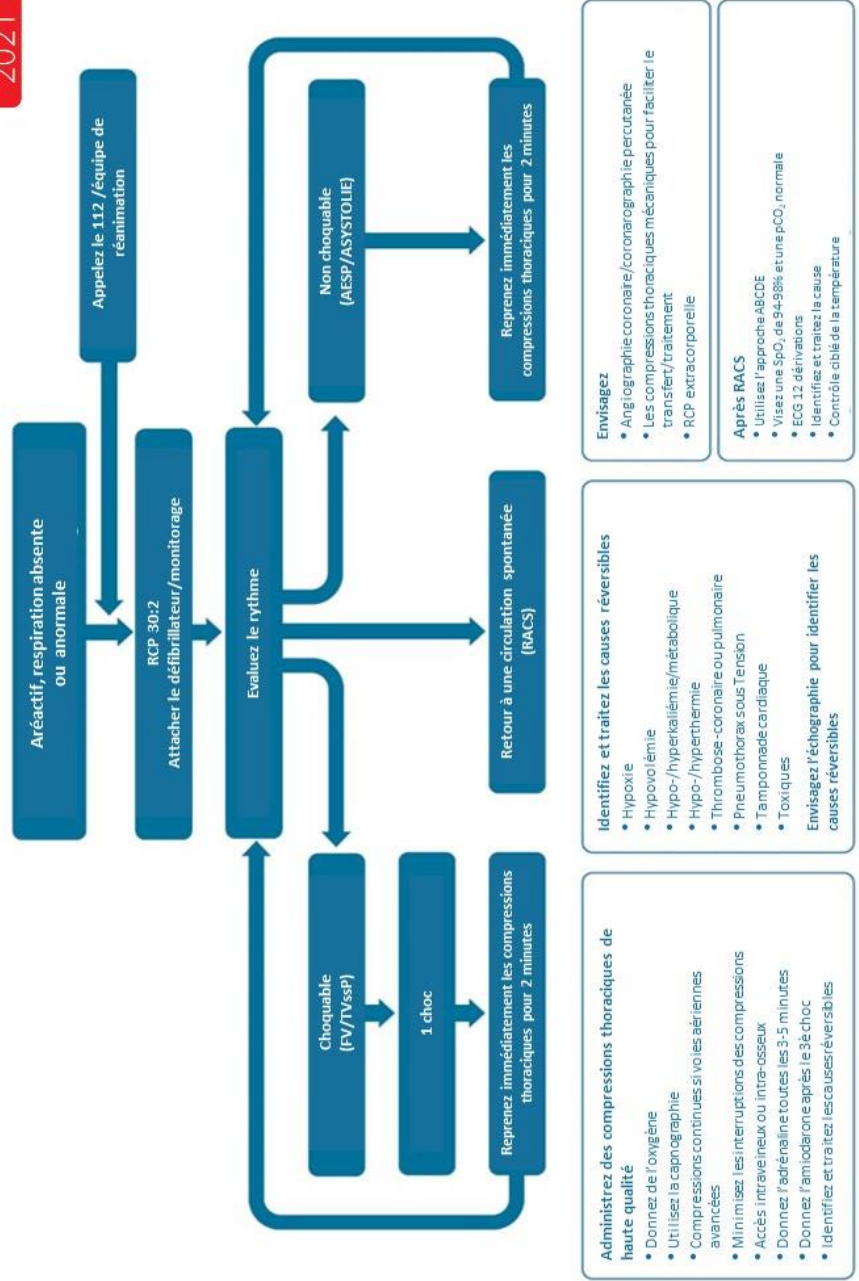 2021
Aréactif, respiration absente
ou anormale
Appelez le 112 /équipe de
réanimation
RCP 30:2
Attacher le défibrillateur/monitorage
Evaluez le rythme
Choquable
(FV/TVssP)
1 choc
Reprenez immédiatement les compressions
thoraciques pour 2 minutes
Retour à une circulation spontanée
(RACS)
Non choquable
(AESP/ASYSTOLIE)
Reprenez immédiatement les
compressions thoraciques pour 2 minutes
Administrez des compressions thoraciques de
haute qualité
• Donnez de l'oxygène
• Utilisez la capnographie
• Compressions continues si voies aériennes
avancées
• Minimisez les interruptions des compressions
• Accès intraveineux ou intra-osseux
• Donnez l'adrénaline toutes les 3-5 minutes
• Donnez l'amiodarone après le 3è choc
• Identifiez et traitez les causes réversibles
Identifiez et traitez les causes réversibles
• Hypoxie
• Hypovolémie
• Hypo-/hyperkaliémie/métabolique
• Hypo-/hyperthermie
• Thrombose-coronaire ou pulmonaire
• Pneumothorax sous Tension
• Tamponnade cardiaque
• Toxiques
Envisagez l'échographie pour identifier les
causes réversibles
Envisagez
• Angiographie coronaire/coronarographie percutanée
• Les compressions thoraciques mécaniques pour faciliter le
transfert/traitement
• RCP extracorporelle
Après RACS
• Utilisez l'approche ABCDE
• Visez une SpO₂ de 94-98% et une pCO₂ normale
• ECG 12 dérivations
• Identifiez et traitez la cause
• Contrôle ciblé de la température